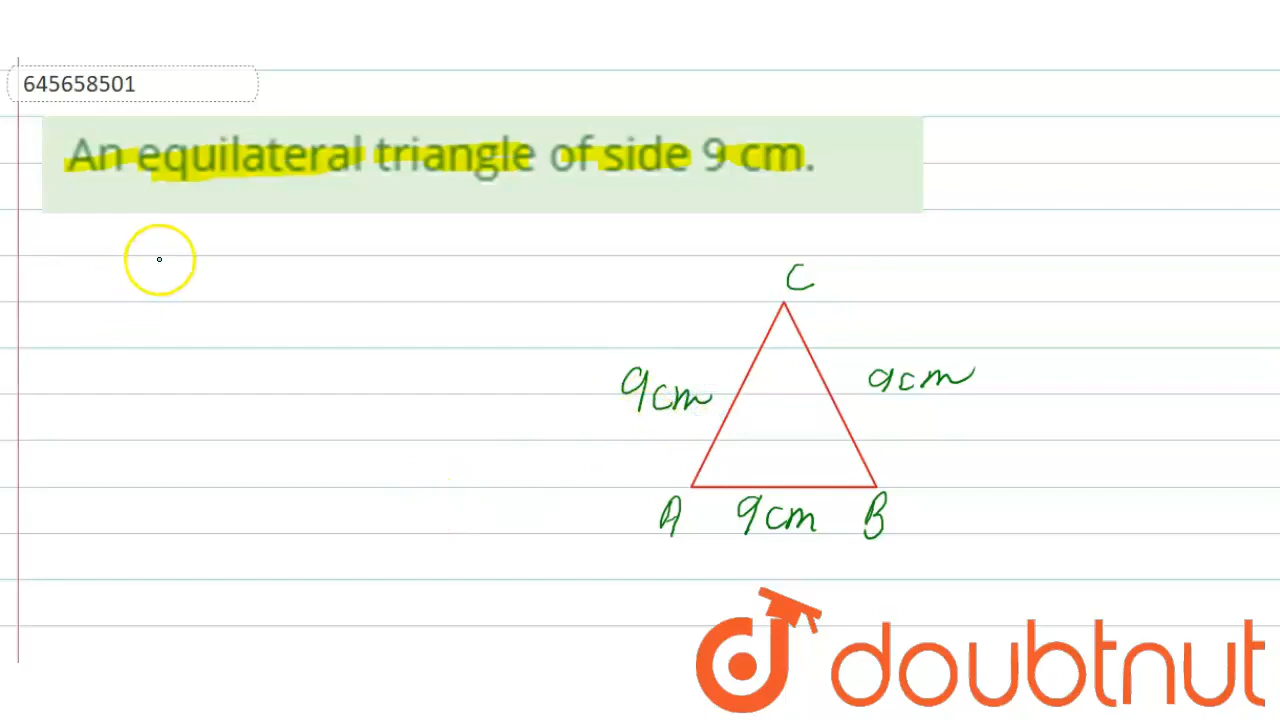 645658501
An equilateral triangle of side 9 cm.
C
9cm
9cm
A 9cm B
doubtnut